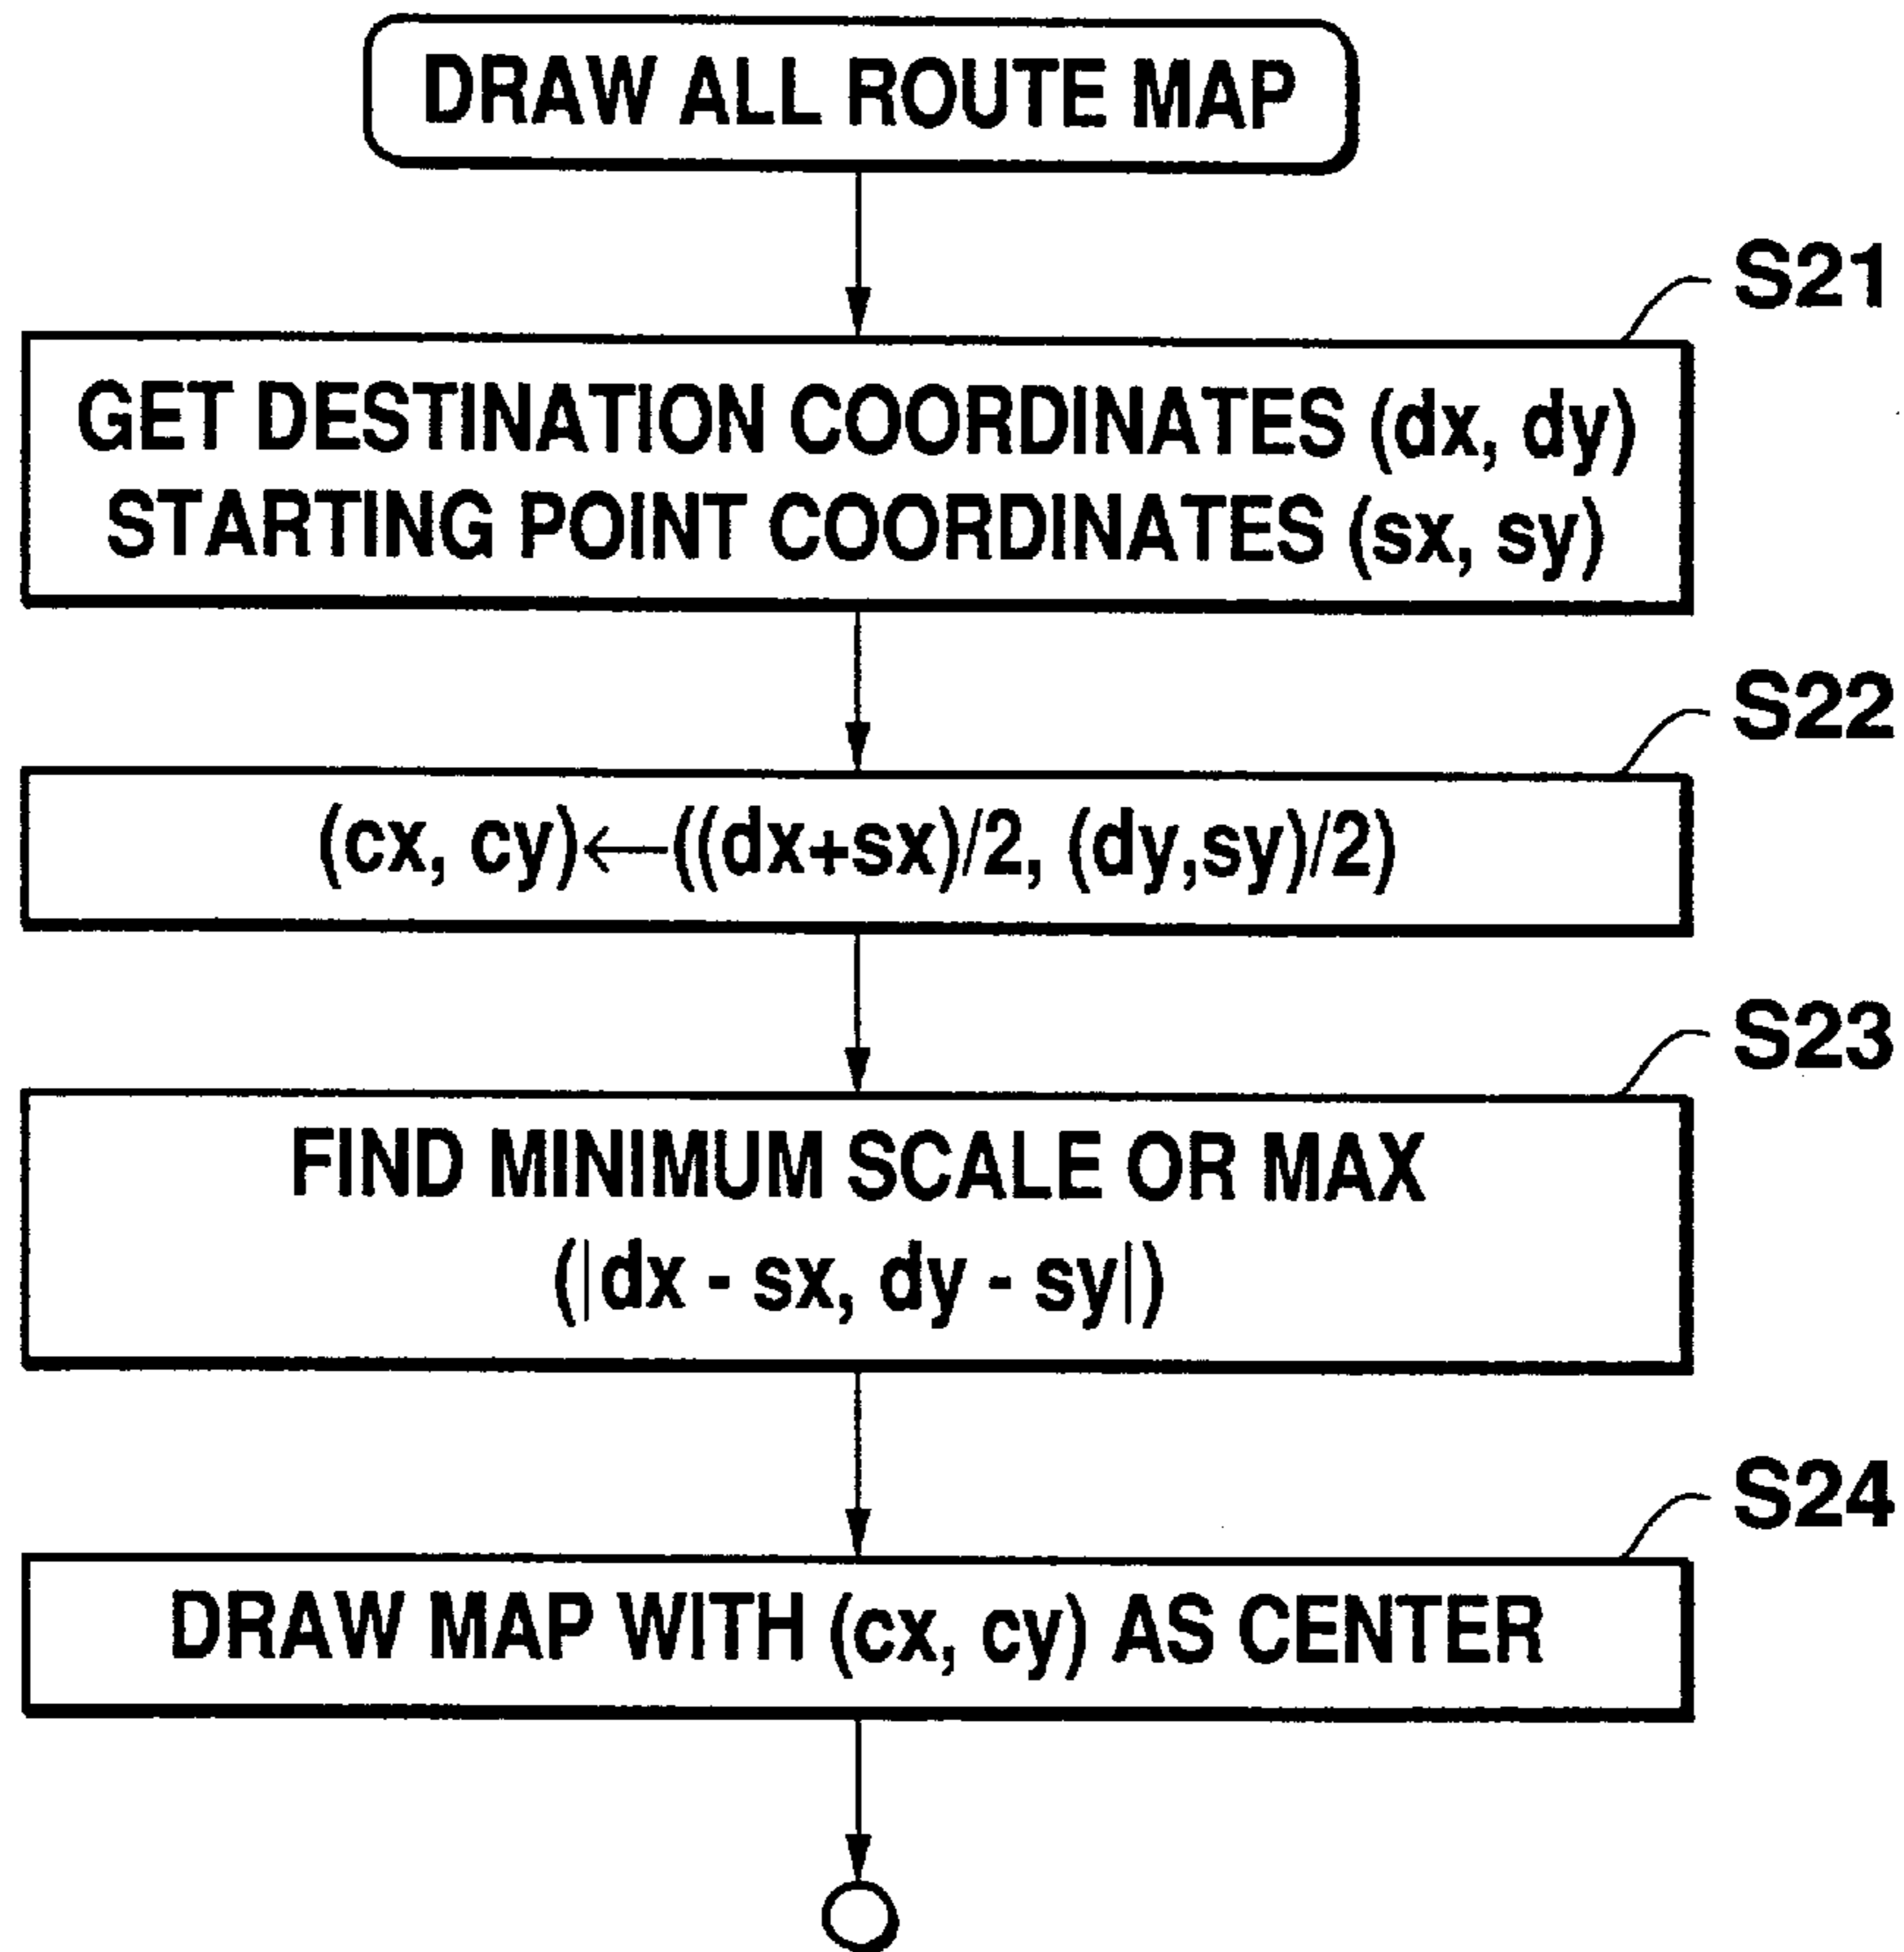 DRAW ALL ROUTE MAP
S21
GET DESTINATION COORDINATES (dx, dy)
STARTING POINT COORDINATES (sx, sy)
S22
(cx, cy)←((dx+sx)/2, (dy,sy)/2)
S23
FIND MINIMUM SCALE OR MAX
(|dx - sx, dy - sy|)
S24
DRAW MAP WITH (cx, cy) AS CENTER